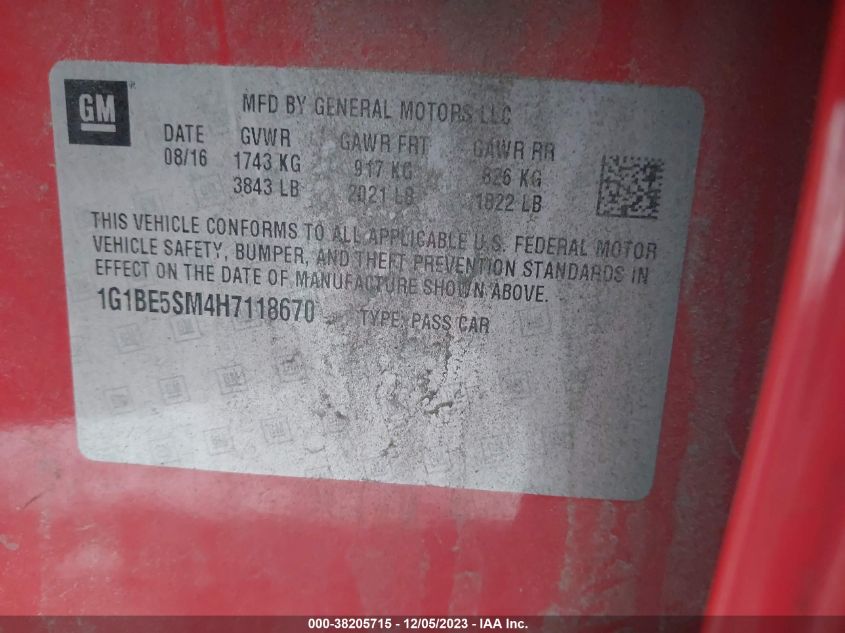 GM
MFD BY GENERAL MOTORS LLC
DATE GVWR GAWR FRT GAWR RR
08/16 1743 KG 917 KG 826 KG
3843 LB 2021 LB 1822 LB
THIS VEHICLE CONFORMS TO ALL APPLICABLE U.S. FEDERAL MOTOR
VEHICLE SAFETY, BUMPER, AND THEFT PREVENTION STANDARDS IN
EFFECT ON THE DATE OF MANUFACTURE SHOWN ABOVE.
1G1BE5SM4H7118670 TYPE: PASS CAR
000-38205715 - 12/05/2023 - IAA Inc.